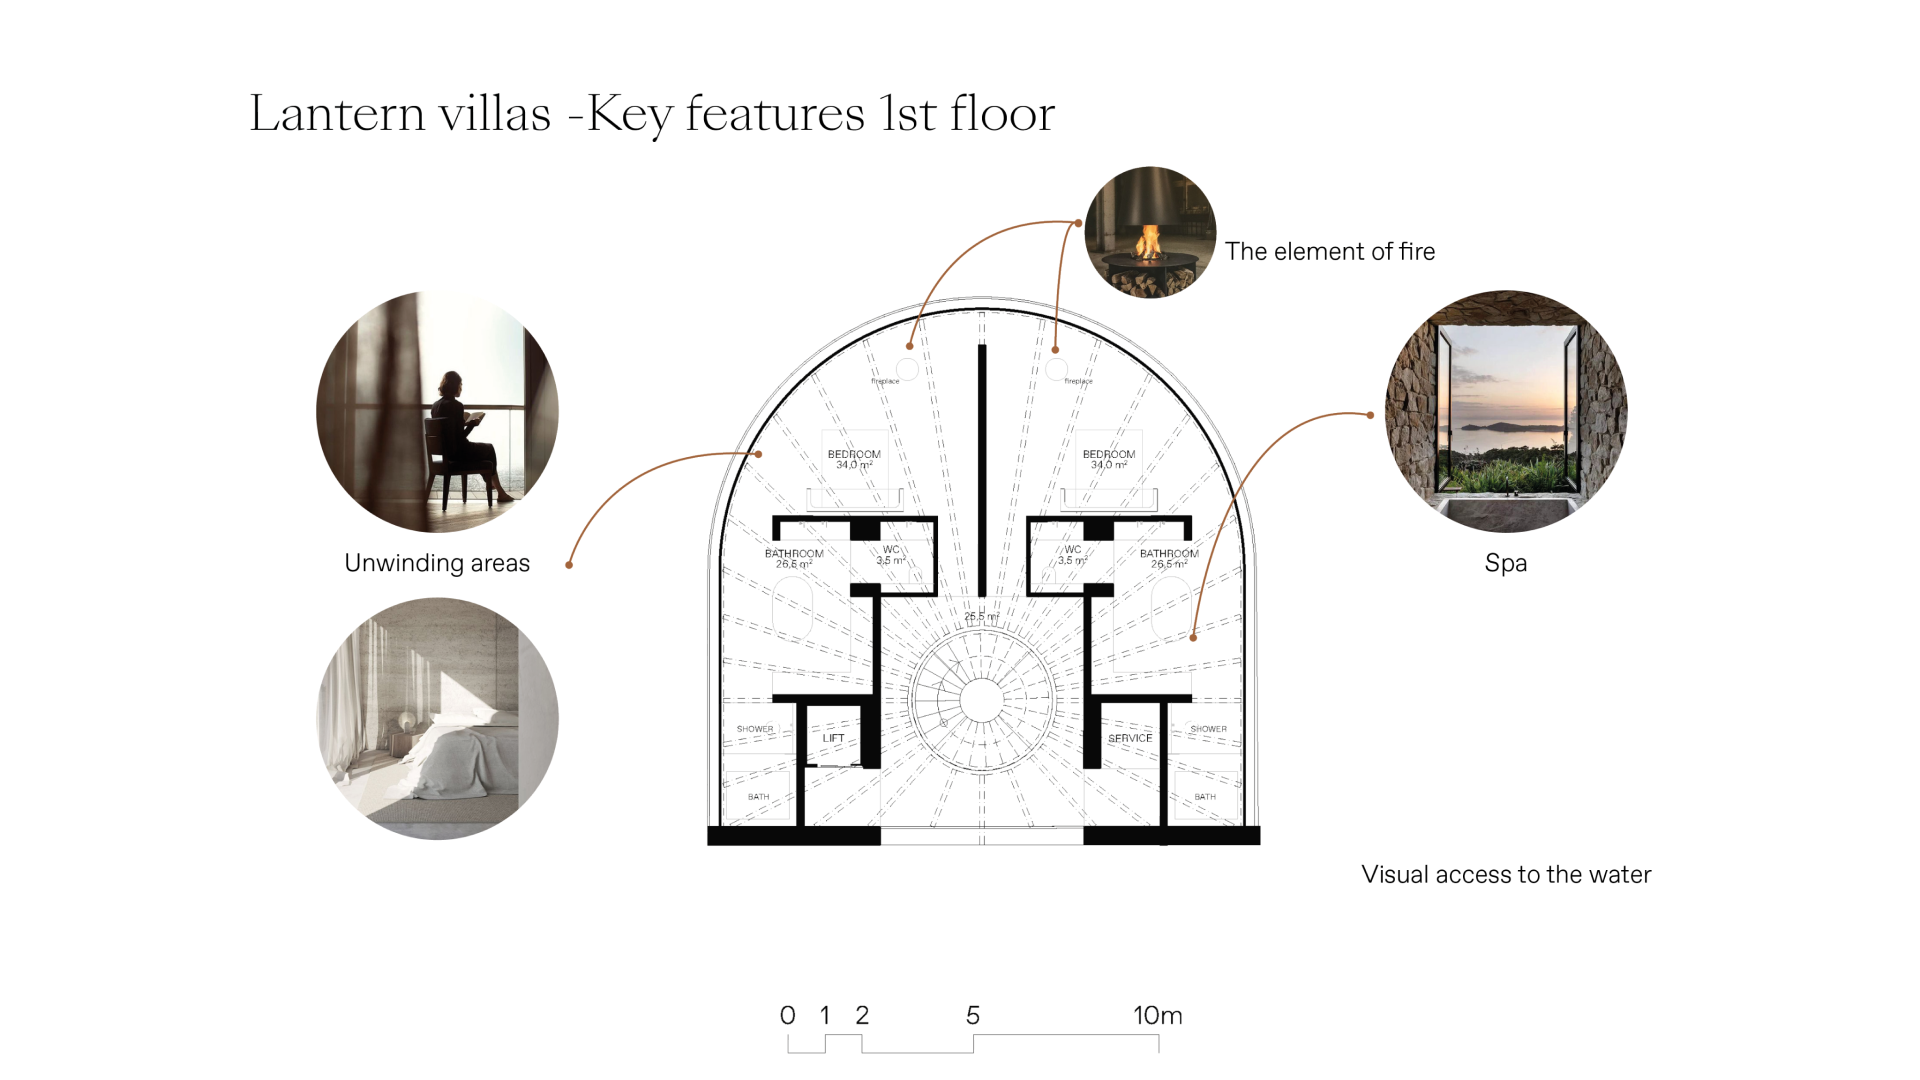 Lantern villas -Key features 1st floor
The element of fire
fireplace
fireplace
BEDROOM
34,0 m²
BEDROOM
34,0 m²
Unwinding areas
BATHROOM
26,5 m²
WC
3,5 m²
WC
3,5 m²
BATHROOM
26,5 m²
Spa
25,5 m²
SHOWER
LIFT
SERVICE
SHOWER
BATH
BATH
Visual access to the water
0 1 2 5 10m